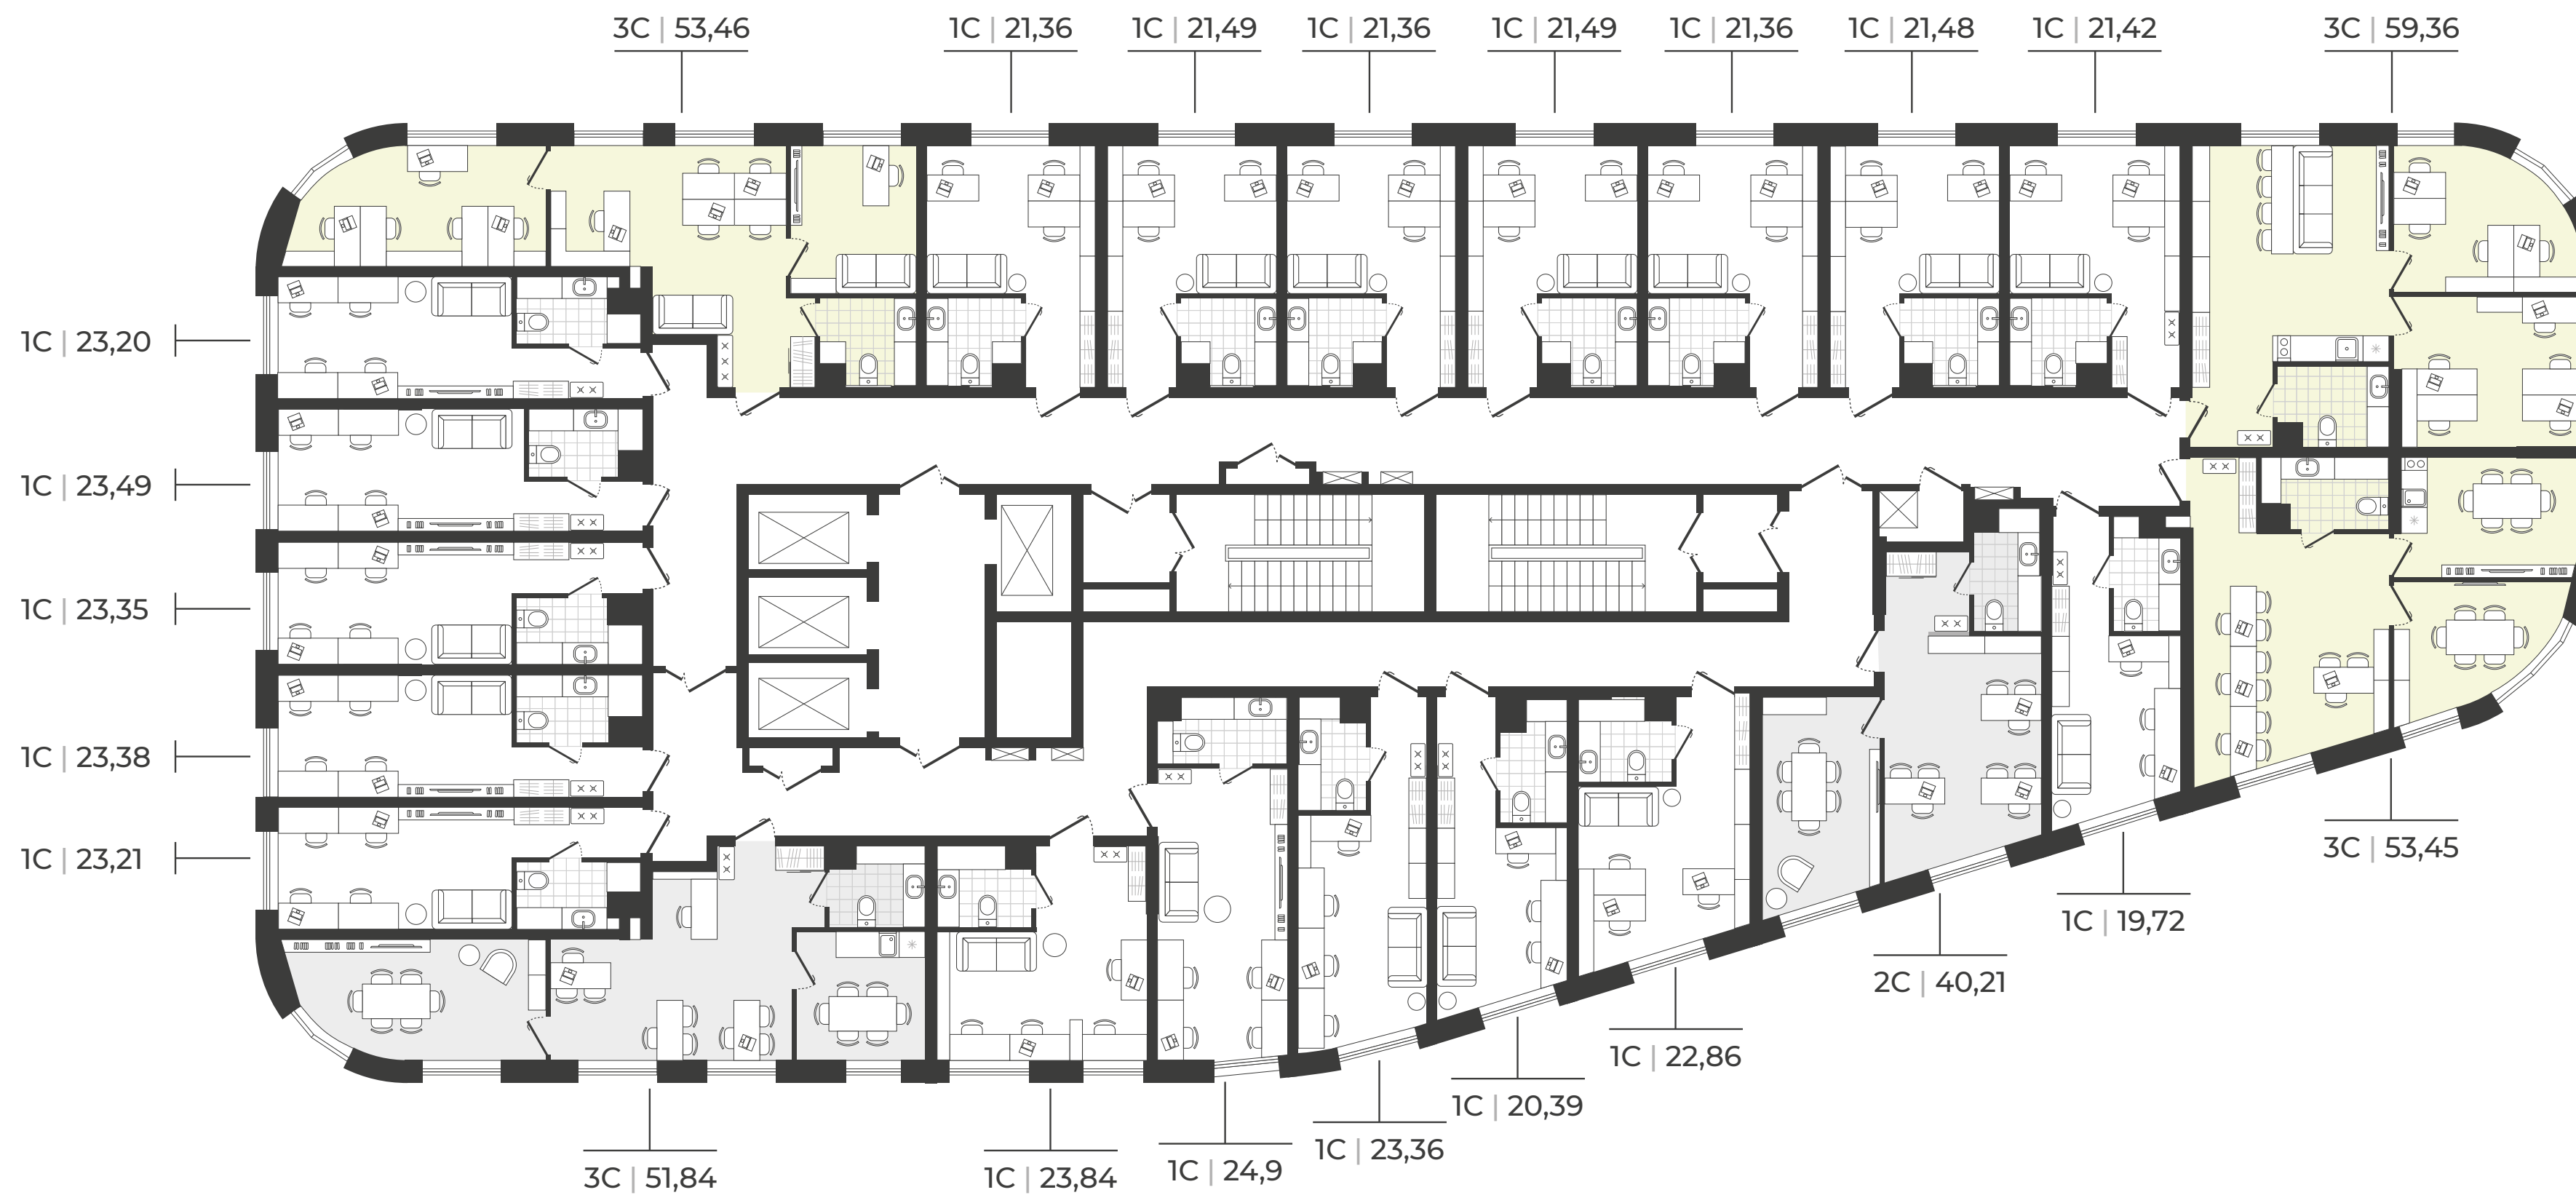 3С | 53,46
1С | 21,36
1С | 21,49
1С | 21,36
1С | 21,49
1С | 21,36
1С | 21,48
1С | 21,42
3С | 59,36
1С | 23,20
1С | 23,49
1С | 23,35
1С | 23,38
1С | 23,21
3С | 53,45
1С | 19,72
2С | 40,21
1С | 22,86
1С | 20,39
1С | 23,36
1С | 24,9
1С | 23,84
3С | 51,84